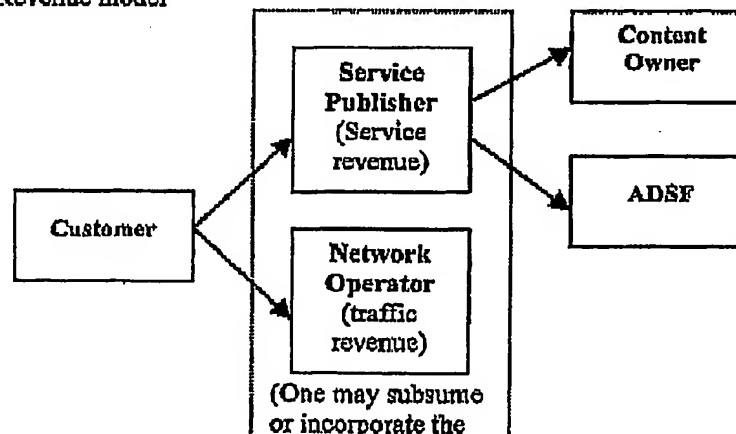 Revenue model
Service
Publisher
(Service
revenue)
Content
Owner
ADSF
Customer
Network
Operator
(traffic
revenue)
(One may subsume
or incorporate the